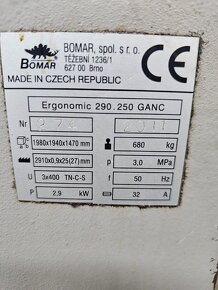 BOMAR, spol. s r. o.
TĚŽEBNÍ 1236/1
627 00 Brno
BOMAR
CE
MADE IN CZECH REPUBLIC
Ergonomic 290.250 GANC
Nr
1980x1940x1470 mm 680 kg
2910x0,9x25(27) mm p 3,0 MPa
U 3x400 TN-C-S f 50 Hz
P 2,9 kW 32 A